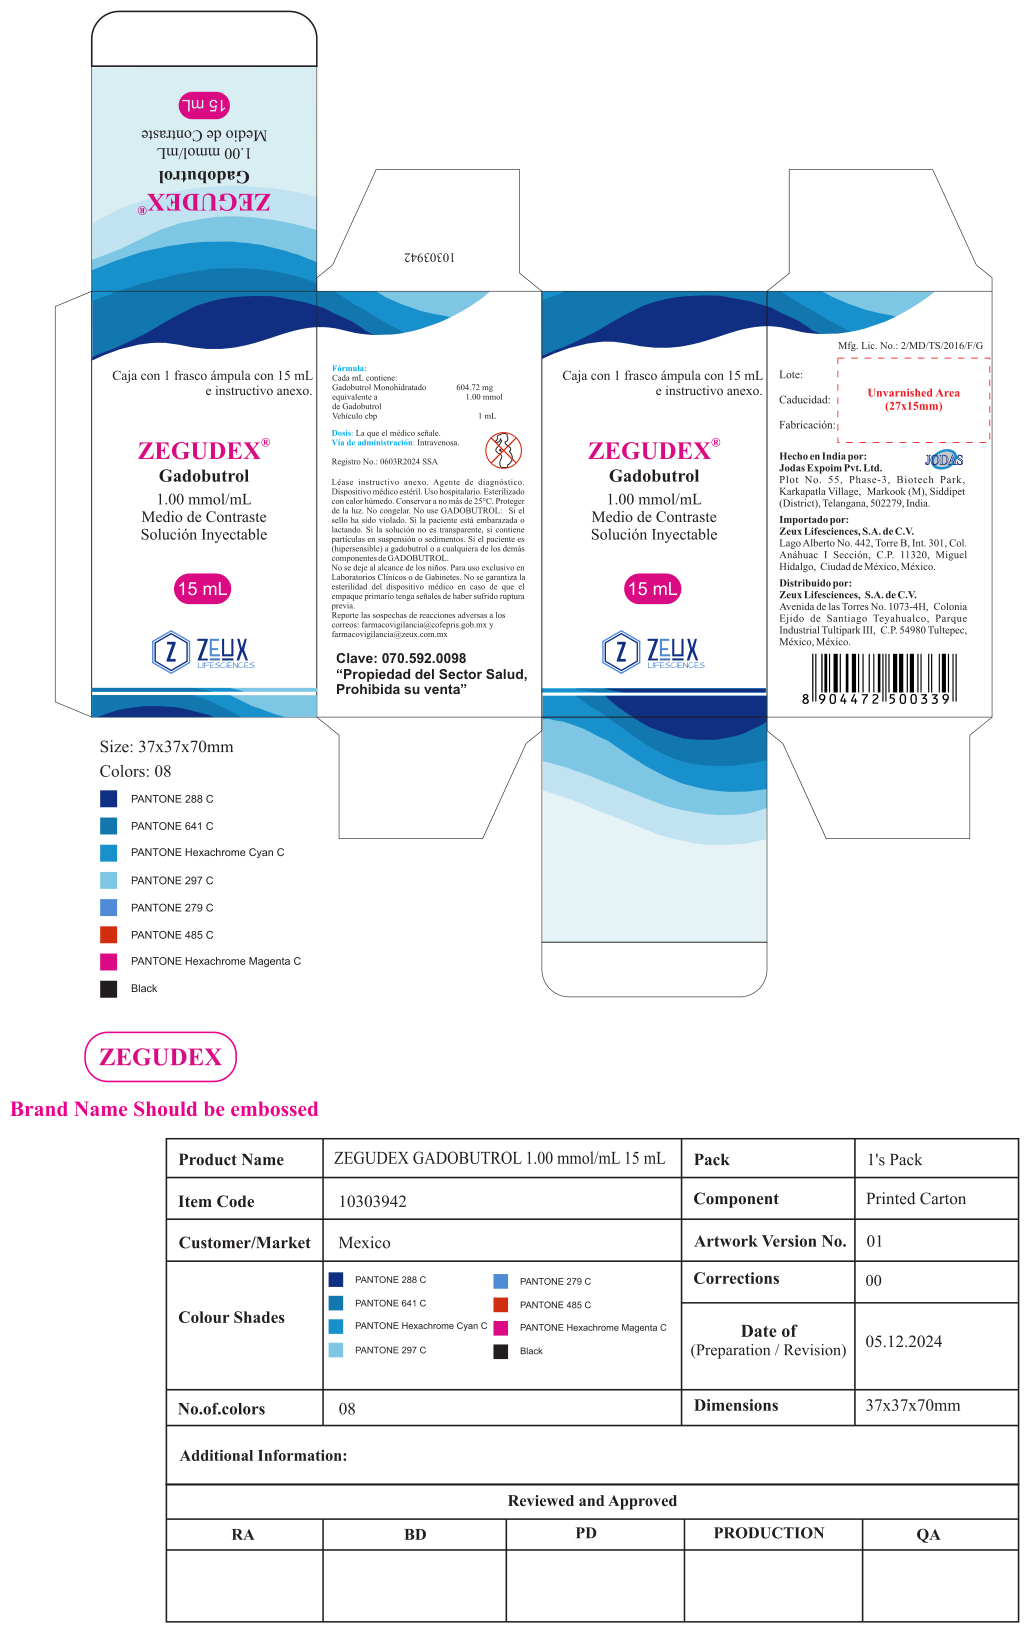 15 mL
Medio de Contraste
1.00 mmol/mL
Gadobutrol
ZEGUDEX®
10303942
Caja con 1 frasco ámpula con 15 mL
e instructivo anexo.
ZEGUDEX®
Gadobutrol
1.00 mmol/mL
Medio de Contraste
Solución Inyectable
15 mL
Z ZEUX
LIFESCIENCES
Fórmula:
Cada mL contiene:
Gadobutrol Monohidratado 604.72 mg
equivalente a 1.00 mmol
de Gadobutrol
Vehículo cbp 1 mL
Dosis: La que el médico señale.
Vía de administración: Intravenosa.
Registro No.: 0603R2024 SSA
Léase instructivo anexo. Agente de diagnóstico.
Dispositivo médico estéril. Uso hospitalario. Esterilizado
con calor húmedo. Conservar a no más de 25°C. Proteger
de la luz. No congelar. No use GADOBUTROL: Si el
sello ha sido violado. Si la paciente está embarazada o
lactando. Si la solución no es transparente, si contiene
partículas en suspensión o sedimentos. Si el paciente es
(hipersensible) a gadobutrol o a cualquiera de los demás
componentes de GADOBUTROL.
No se deje al alcance de los niños. Para uso exclusivo en
Laboratorios Clínicos o de Gabinetes. No se garantiza la
esterilidad del dispositivo médico en caso de que el
empaque primario tenga señales de haber sufrido ruptura
previa.
Reporte las sospechas de reacciones adversas a los
correos: farmacovigilancia@cofepris.gob.mx y
farmacovigilancia@zeux.com.mx
Clave: 070.592.0098
“Propiedad del Sector Salud,
Prohibida su venta”
Caja con 1 frasco ámpula con 15 mL
e instructivo anexo.
ZEGUDEX®
Gadobutrol
1.00 mmol/mL
Medio de Contraste
Solución Inyectable
15 mL
Z ZEUX
LIFESCIENCES
Mfg. Lic. No.: 2/MD/TS/2016/F/G
Lote:
Caducidad:
Fabricación:
Unvarnished Area
(27x15mm)
Hecho en India por:
Jodas Expoim Pvt. Ltd.
JODAS
Plot No. 55, Phase-3, Biotech Park,
Karkapatla Village, Markook (M), Siddipet
(District), Telangana, 502279, India.
Importado por:
Zeux Lifesciences, S.A. de C.V.
Lago Alberto No. 442, Torre B, Int. 301, Col.
Anáhuac I Sección, C.P. 11320, Miguel
Hidalgo, Ciudad de México, México.
Distribuido por:
Zeux Lifesciences, S.A. de C.V.
Avenida de las Torres No. 1073-4H, Colonia
Ejido de Santiago Teyahualco, Parque
Industrial Tultipark III, C.P. 54980 Tultepec,
México, México.
8 904472 500339
Size: 37x37x70mm
Colors: 08
PANTONE 288 C
PANTONE 641 C
PANTONE Hexachrome Cyan C
PANTONE 297 C
PANTONE 279 C
PANTONE 485 C
PANTONE Hexachrome Magenta C
Black
ZEGUDEX
Brand Name Should be embossed
Product Name ZEGUDEX GADOBUTROL 1.00 mmol/mL 15 mL Pack 1's Pack
Item Code 10303942 Component Printed Carton
Customer/Market Mexico Artwork Version No. 01
Colour Shades
PANTONE 288 C PANTONE 279 C
PANTONE 641 C PANTONE 485 C
PANTONE Hexachrome Cyan C PANTONE Hexachrome Magenta C
PANTONE 297 C Black
Corrections 00
Date of
(Preparation / Revision) 05.12.2024
No.of.colors 08 Dimensions 37x37x70mm
Additional Information:
Reviewed and Approved
RA BD PD PRODUCTION QA